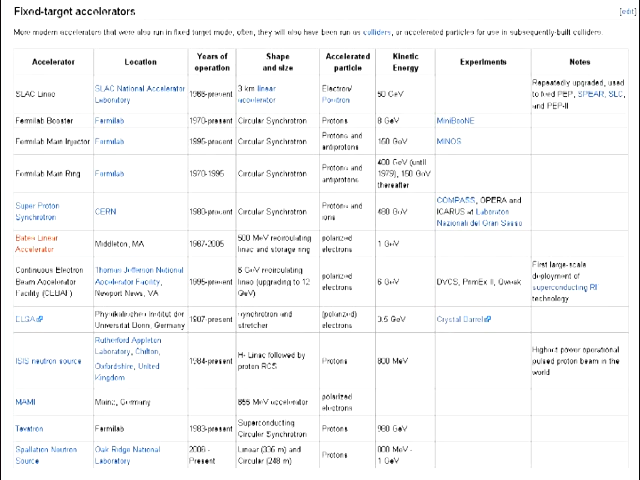 Fixed-target accelerators [edit]
More modern accelerators that were also run in fixed target mode, often, they will also have been run as colliders, or accelerated particles for use in subsequently-built colliders.
Accelerator Location Years of operation Shape and size Accelerated particle Kinetic Energy Experiments Notes
SLAC Linac SLAC National Accelerator Laboratory 1966-present 3 km linear accelerator Electron/ Positron 50 GeV Repeatedly upgraded, used to feed PEP, SPEAR, SLC, and PEP-II
Fermilab Booster Fermilab 1970-present Circular Synchrotron Protons 8 GeV MiniBooNE
Fermilab Main Injector Fermilab 1995-present Circular Synchrotron Protons and antiprotons 150 GeV MINOS
Fermilab Main Ring Fermilab 1970-1995 Circular Synchrotron Protons and antiprotons 400 GeV (until 1979), 150 GeV thereafter
Super Proton Synchrotron CERN 1980-present Circular Synchrotron Protons and ions 480 GeV COMPASS, OPERA and ICARUS at Laboratori Nazionali del Gran Sasso
Bates Linear Accelerator Middleton, MA 1967-2005 500 MeV recirculating linac and storage ring polarized electrons 1 GeV
Continuous Electron Beam Accelerator Facility (CEBAF) Thomas Jefferson National Accelerator Facility, Newport News, VA 1995-present 6 GeV recirculating linac (upgrading to 12 GeV) polarized electrons 6 GeV DVCS, PrimEx II, Qweak First large-scale deployment of superconducting RF technology
ELSA Physikalisches Institut der Universität Bonn, Germany 1987-present synchrotron and stretcher (polarized) electrons 3.5 GeV Crystal Barrel
ISIS neutron source Rutherford Appleton Laboratory, Chilton, Oxfordshire, United Kingdom 1984-present H- Linac followed by proton RCS Protons 800 MeV Highest power operational pulsed proton beam in the world
MAMI Mainz, Germany 855 MeV accelerator polarized electrons
Tevatron Fermilab 1983-present Superconducting Circular Synchrotron Protons 980 GeV
Spallation Neutron Source Oak Ridge National Laboratory 2006 - Present Linear (335 m) and Circular (248 m) Protons 800 MeV - 1 GeV